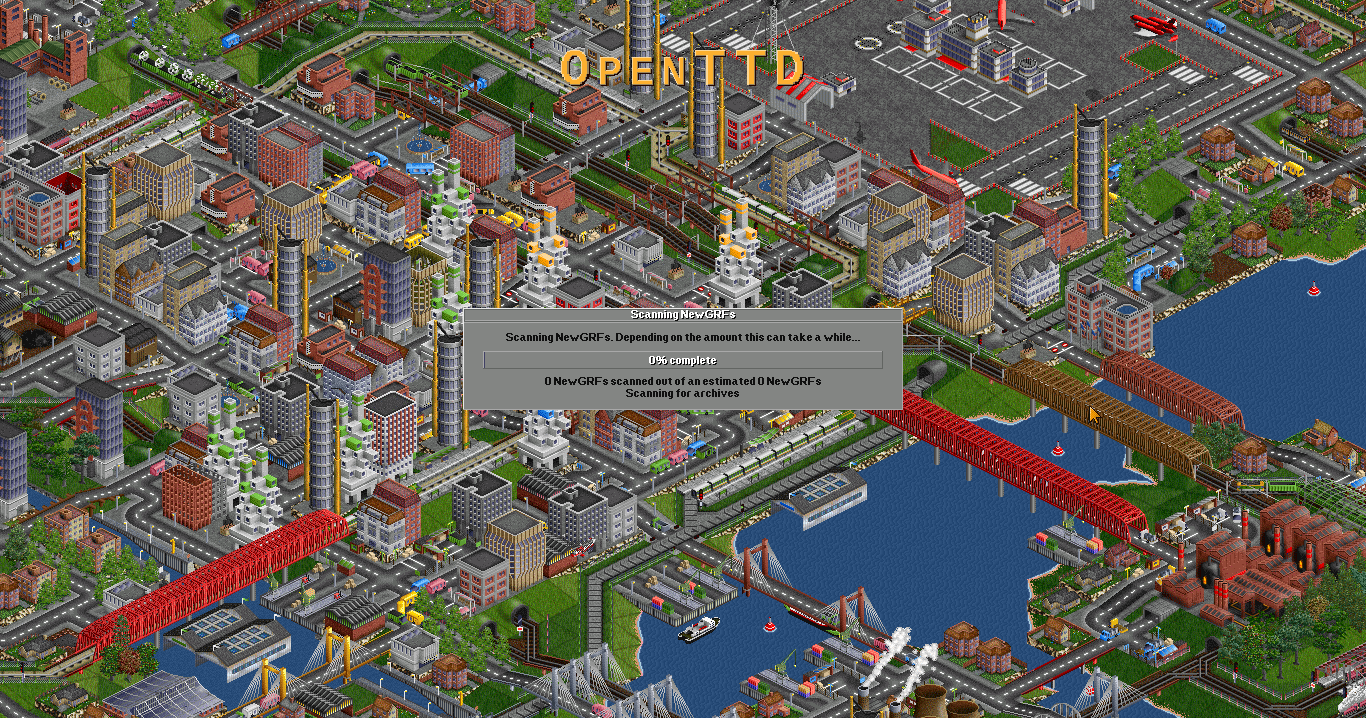 OPENTTD
Scanning NewGRFs
Scanning NewGRFs. Depending on the amount this can take a while...
0% complete
0 NewGRFs scanned out of an estimated 0 NewGRFs
Scanning for archives